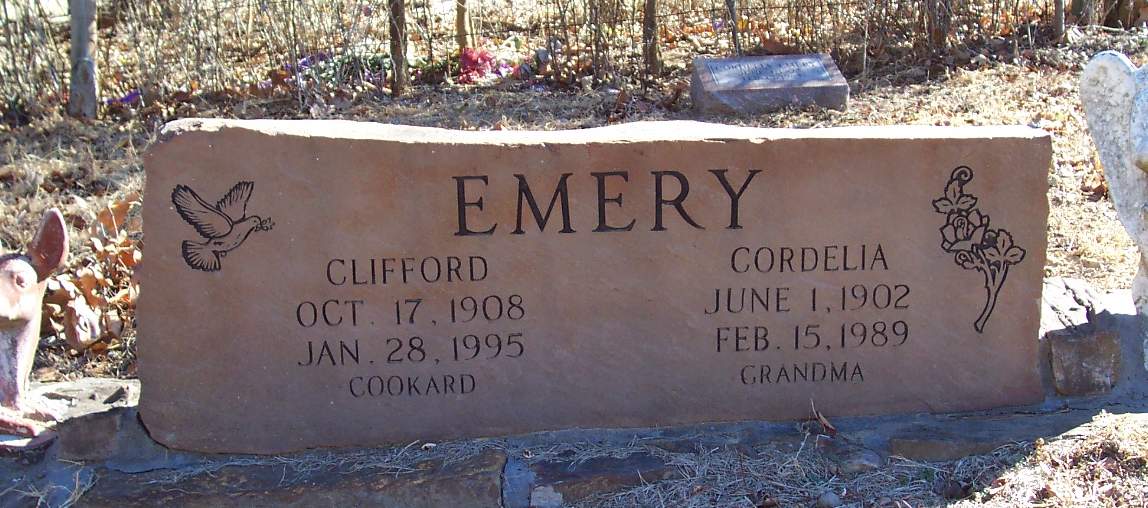 EMERY
CLIFFORD
OCT. 17, 1908
JAN. 28, 1995
COOKARD
CORDELIA
JUNE 1, 1902
FEB. 15, 1989
GRANDMA